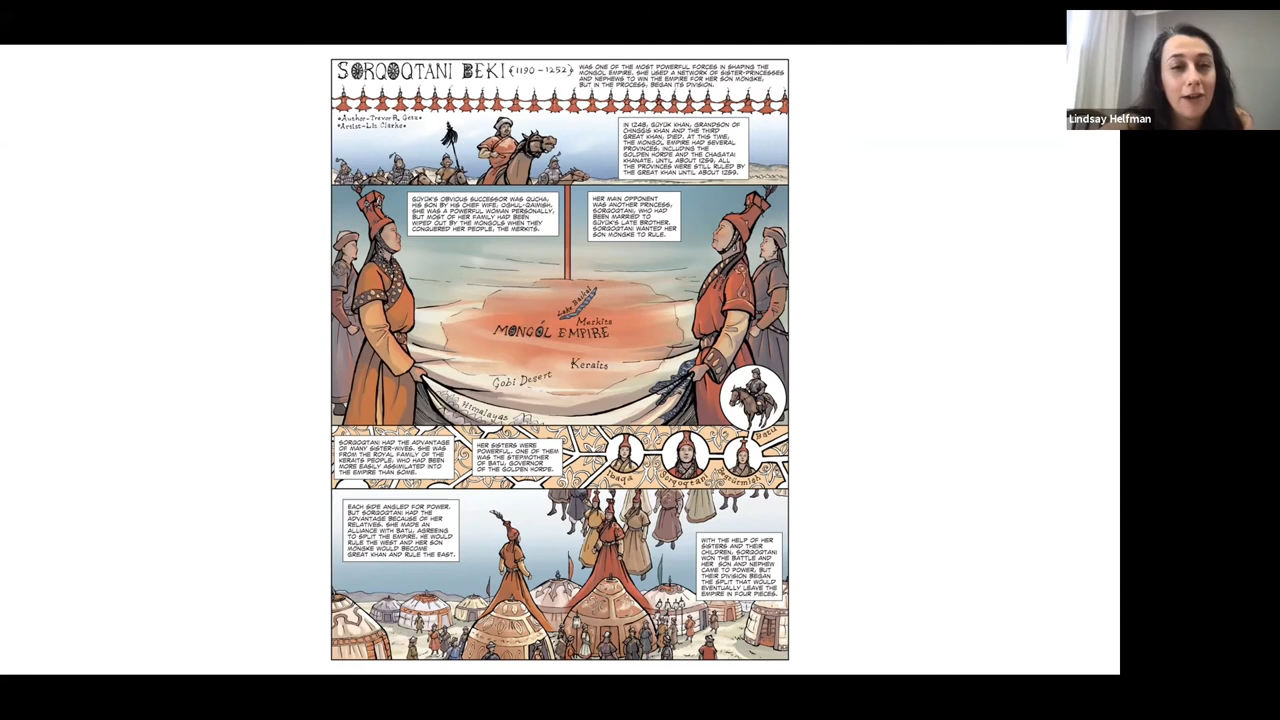 SORQOQTANI BEKI (1190 – 1252)
WAS ONE OF THE MOST POWERFUL FORCES IN SHAPING THE
MONGOL EMPIRE. SHE USED A NETWORK OF SISTER-PRINCESSES
AND NEPHEWS TO WIN THE EMPIRE FOR HER SON MÖNGKE,
BUT IN THE PROCESS, BEGAN ITS DIVISION.
•Author–Trevor R. Getz•
•Artist–Liz Clarke•
IN 1248, GÜYÜK KHAN, GRANDSON OF
CHINGGIS KHAN AND THE THIRD
GREAT KHAN, DIED. AT THIS TIME,
THE MONGOL EMPIRE HAD SEVERAL
PROVINCES, INCLUDING THE
GOLDEN HORDE AND THE CHAGATAI
KHANATE. UNTIL ABOUT 1259, ALL
THE PROVINCES WERE STILL RULED BY
THE GREAT KHAN UNTIL ABOUT 1259.
GÜYÜK'S OBVIOUS SUCCESSOR WAS QUCHA,
HIS SON BY HIS CHIEF WIFE, OGHUL-QAWISH.
SHE WAS A POWERFUL WOMAN PERSONALLY,
BUT MOST OF HER FAMILY HAD BEEN
WIPED OUT BY THE MONGOLS WHEN THEY
CONQUERED HER PEOPLE, THE MERKITS.
HER MAIN OPPONENT
WAS ANOTHER PRINCESS,
SORQOQTANI, WHO HAD
BEEN MARRIED TO
GÜYÜK'S LATE BROTHER.
SORQOQTANI WANTED HER
SON MÖNGKE TO RULE.
Lake Baikal
Merkits
MONGOL EMPIRE
Keraits
Gobi Desert
Himalayas
SORQOQTANI HAD THE ADVANTAGE
OF MANY SISTER-WIVES. SHE WAS
FROM THE ROYAL FAMILY OF THE
KERAITS PEOPLE, WHO HAD BEEN
MORE EASILY ASSIMILATED INTO
THE EMPIRE THAN SOME.
HER SISTERS WERE
POWERFUL. ONE OF THEM
WAS THE STEPMOTHER
OF BATU, GOVERNOR
OF THE GOLDEN HORDE.
Batu
Ibaqa
Sorqoqtani
EACH SIDE ANGLED FOR POWER,
BUT SORQOQTANI HAD THE
ADVANTAGE BECAUSE OF HER
RELATIVES. SHE MADE AN
ALLIANCE WITH BATU, AGREEING
TO SPLIT THE EMPIRE. HE WOULD
RULE THE WEST AND HER SON
MÖNGKE WOULD BECOME
GREAT KHAN AND RULE THE EAST.
WITH THE HELP OF HER
SISTERS AND THEIR
CHILDREN, SORQOQTANI
WON THE BATTLE AND
HER SON AND NEPHEW
CAME TO POWER, BUT
THEIR DIVISION BEGAN
THE SPLIT THAT WOULD
EVENTUALLY LEAVE THE
EMPIRE IN FOUR PIECES.
Lindsay Helfman